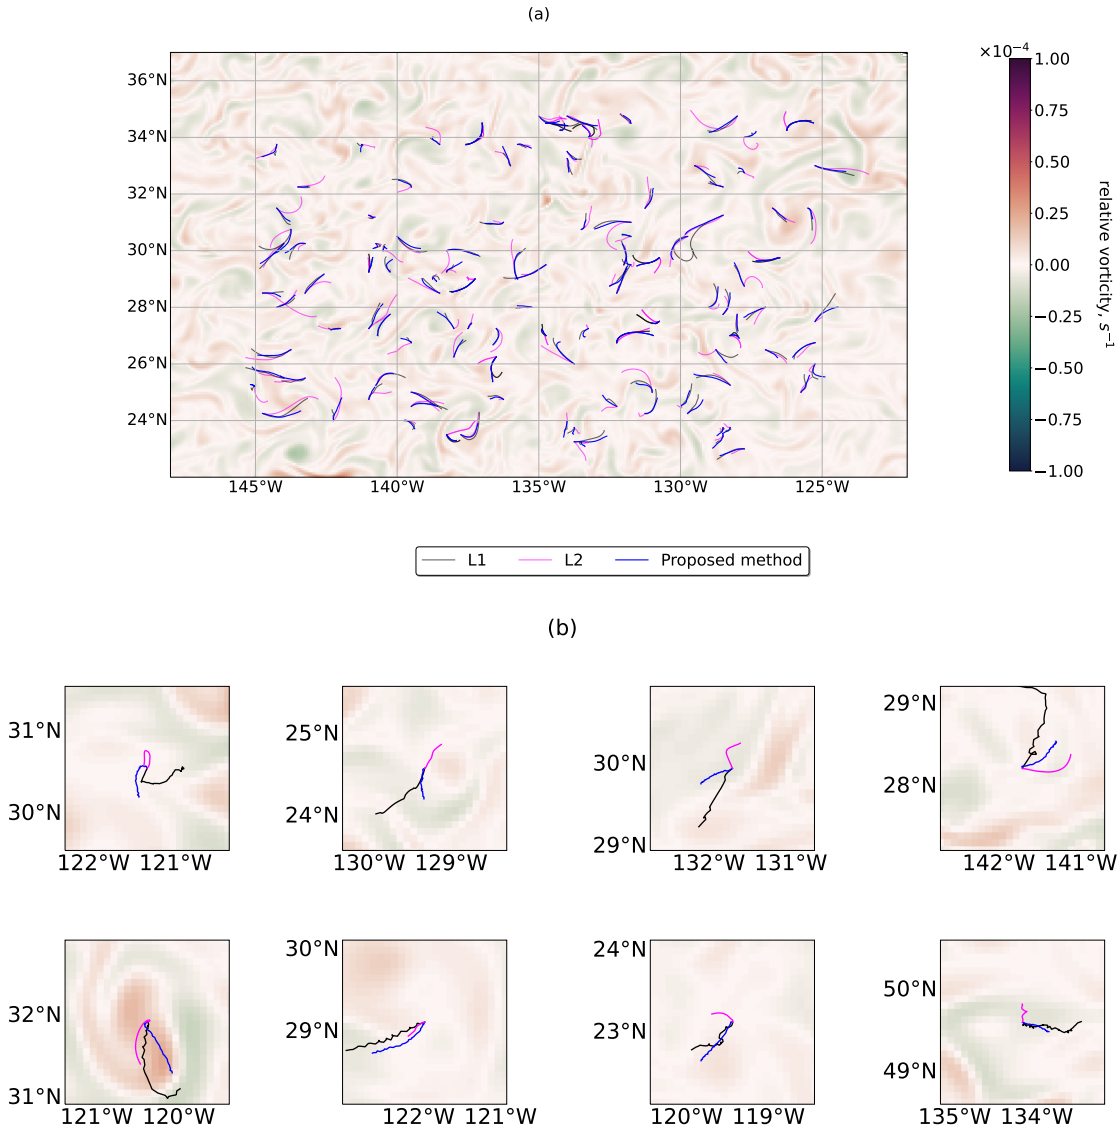 (a)
×10⁻⁴
36°N
34°N
32°N
30°N
28°N
26°N
24°N
145°W 140°W 135°W 130°W 125°W
1.00
0.75
0.50
0.25
0.00
−0.25
−0.50
−0.75
−1.00
relative vorticity, s⁻¹
L1 L2 Proposed method
(b)
31°N
30°N
122°W 121°W
25°N
24°N
130°W 129°W
30°N
29°N
132°W 131°W
29°N
28°N
142°W 141°W
32°N
31°N
121°W 120°W
30°N
29°N
122°W 121°W
24°N
23°N
120°W 119°W
50°N
49°N
135°W 134°W